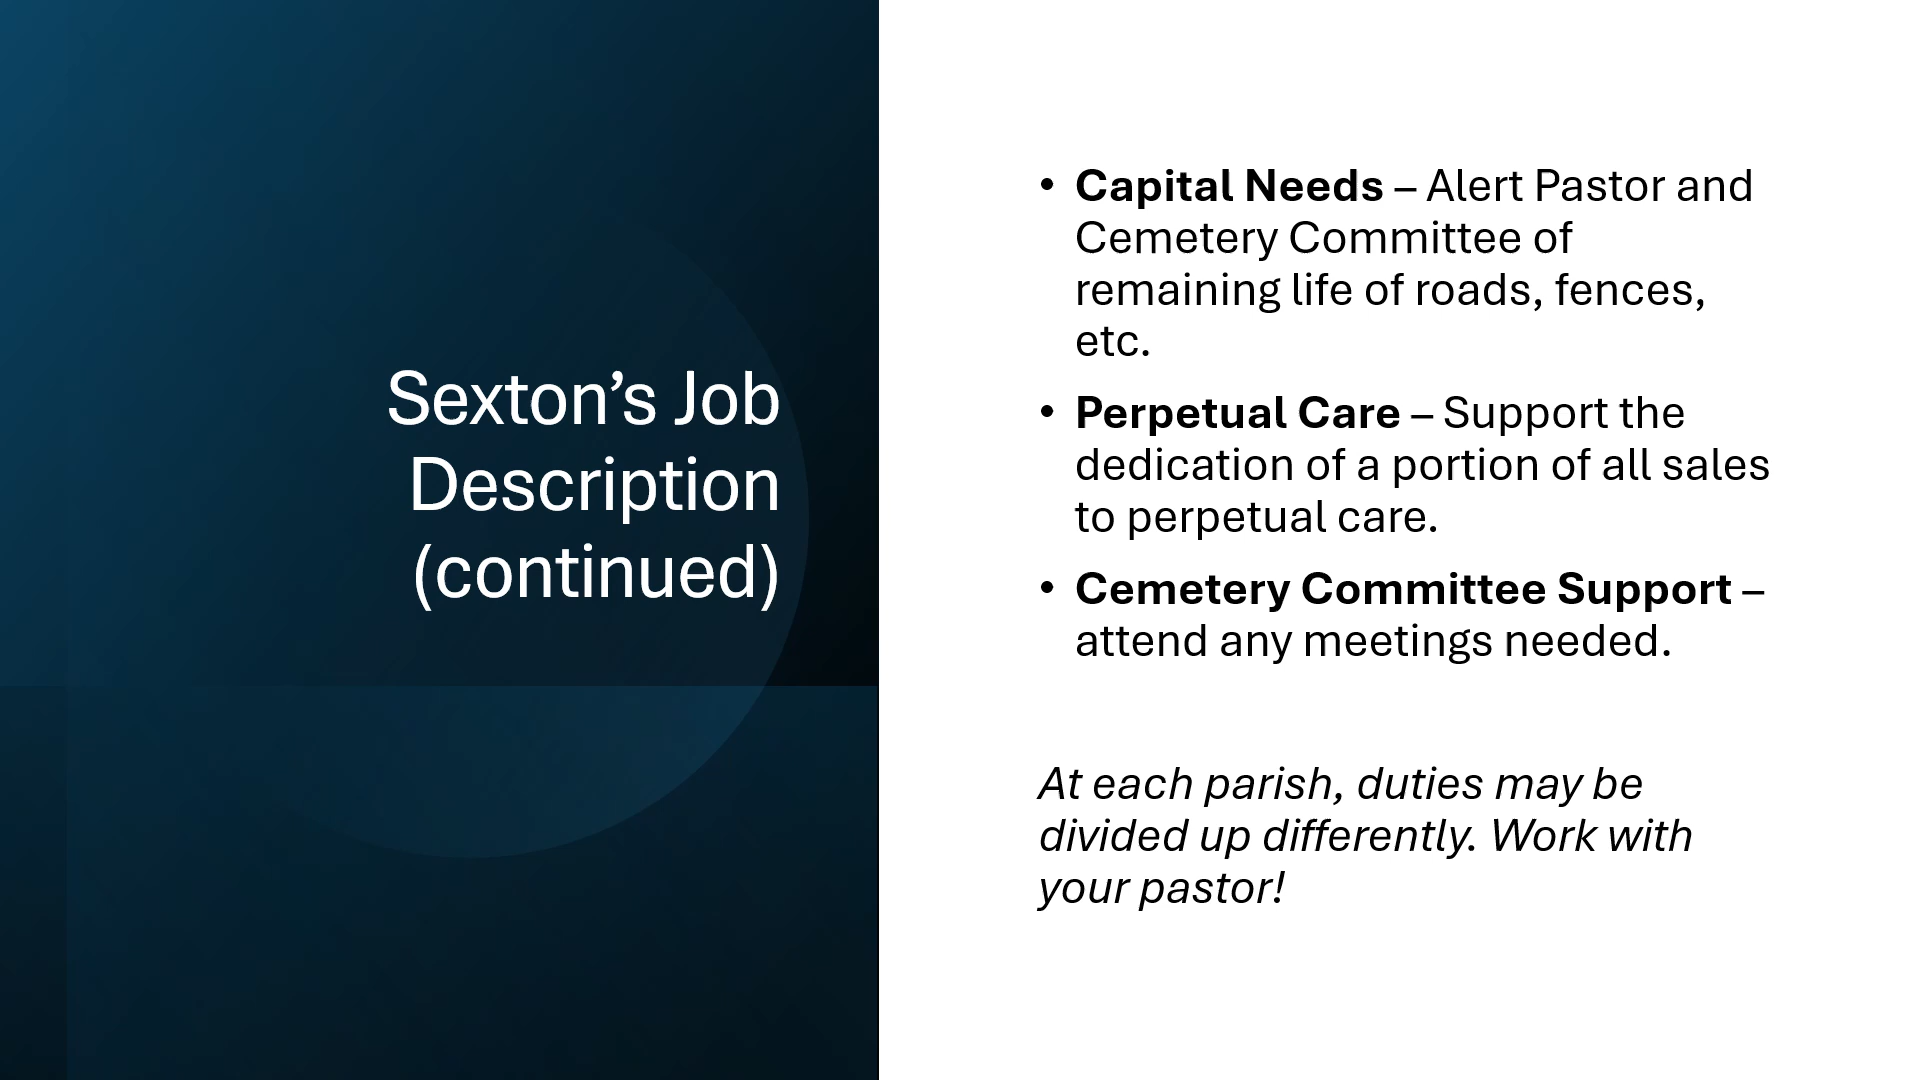 Sexton’s Job
Description
(continued)
• Capital Needs – Alert Pastor and
Cemetery Committee of
remaining life of roads, fences,
etc.
• Perpetual Care – Support the
dedication of a portion of all sales
to perpetual care.
• Cemetery Committee Support –
attend any meetings needed.
At each parish, duties may be
divided up differently. Work with
your pastor!